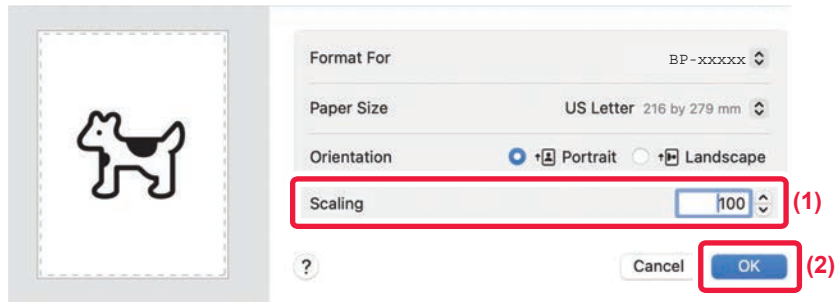 Format For BP-xxxxx
Paper Size US Letter 216 by 279 mm
Orientation Portrait Landscape
Scaling 100 (1)
? Cancel OK (2)